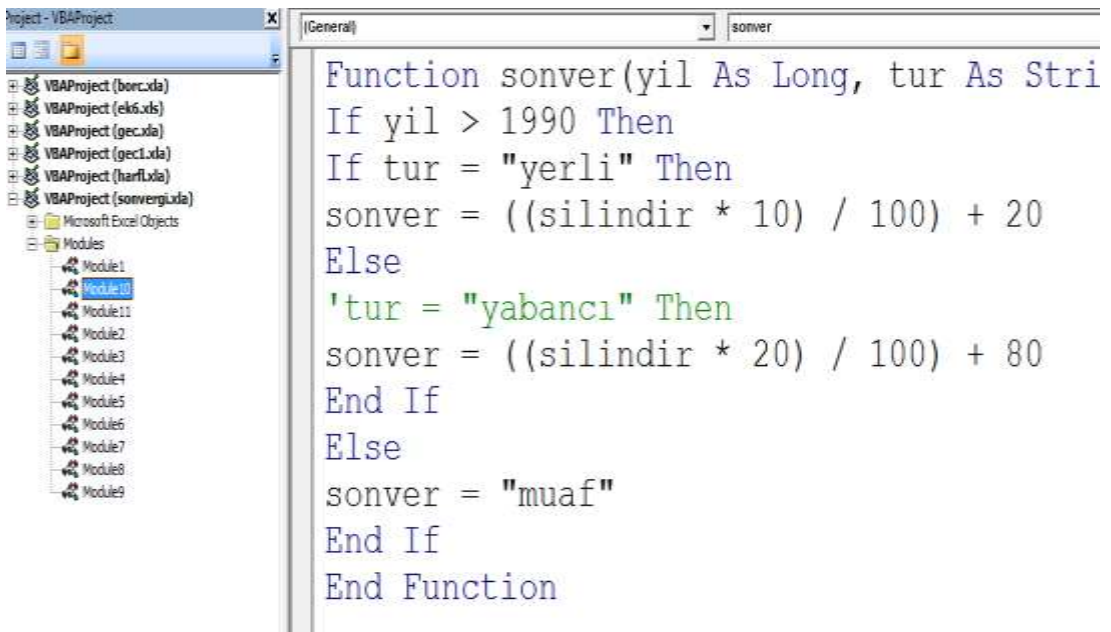 Project - VBAProject
VBAProject (borc.xla)
VBAProject (ek6.xls)
VBAProject (gec.xla)
VBAProject (gec1.xla)
VBAProject (harfl.xla)
VBAProject (sonvergi.xla)
Microsoft Excel Objects
Modules
Module1
Module10
Module11
Module2
Module3
Module4
Module5
Module6
Module7
Module8
Module9
(General)
sonver
Function sonver(yil As Long, tur As Stri
If yil > 1990 Then
If tur = "yerli" Then
sonver = ((silindir * 10) / 100) + 20
Else
'tur = "yabancı" Then
sonver = ((silindir * 20) / 100) + 80
End If
Else
sonver = "muaf"
End If
End Function